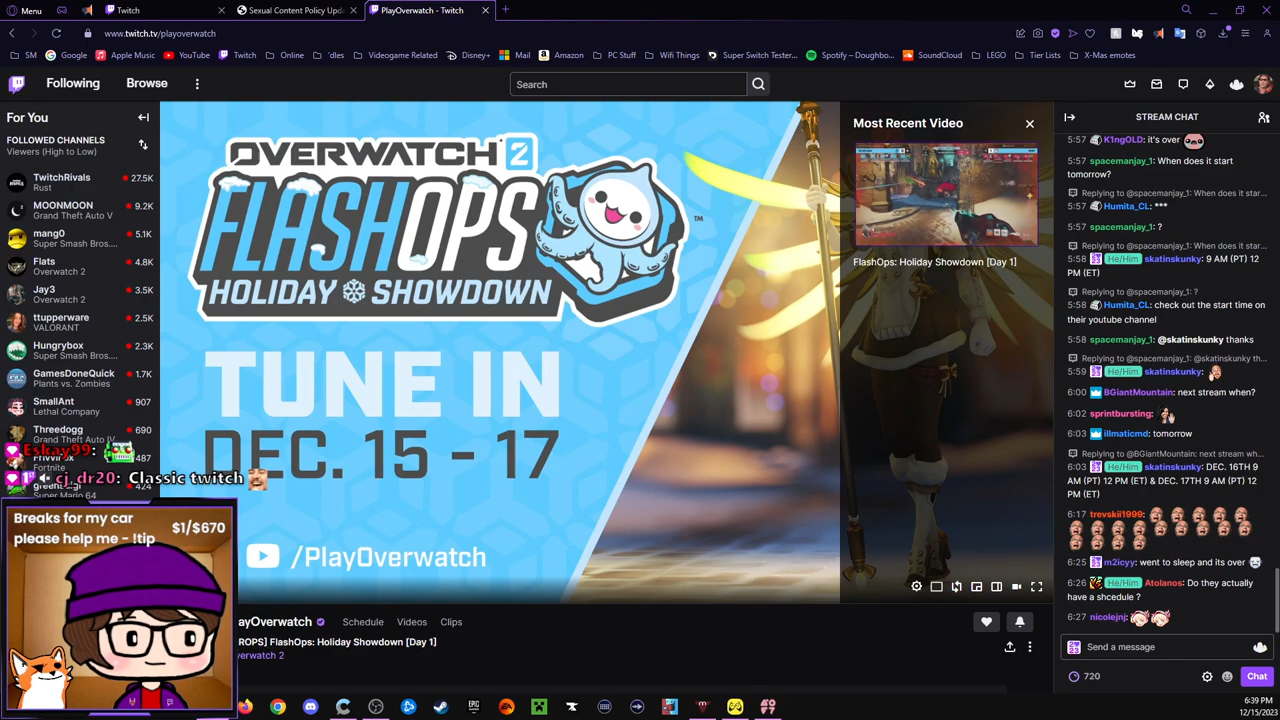 Menu
Twitch
Sexual Content Policy Upda
PlayOverwatch - Twitch
www.twitch.tv/playoverwatch
SM
Google
Apple Music
YouTube
Twitch
Online
'dles
Videogame Related
Disney+
Mail
Amazon
PC Stuff
Wifi Things
Super Switch Tester...
Spotify – Doughbo...
SoundCloud
LEGO
Tier Lists
X-Mas emotes
Following
Browse
Search
For You
FOLLOWED CHANNELS
Viewers (High to Low)
TwitchRivals 27.5K
Rust
MOONMOON 9.2K
Grand Theft Auto V
mang0 5.1K
Super Smash Bros....
Flats 4.8K
Overwatch 2
Jay3 3.5K
Overwatch 2
ttupperware 2.5K
VALORANT
Hungrybox 2.3K
Super Smash Bros....
GamesDoneQuick 1.7K
Plants vs. Zombies
SmallAnt 907
Lethal Company
Threedogg 690
Grand Theft Auto V
487
Fortnite
424
Super Mario 64
Eskay99:
cj_dr20: Classic twitch
Breaks for my car
please help me - !tip
$1/$670
OVERWATCH 2
FLASHOPS
TM
HOLIDAY SHOWDOWN
TUNE IN
DEC. 15 - 17
/PlayOverwatch
Most Recent Video
FlashOps: Holiday Showdown [Day 1]
ayOverwatch
Schedule
Videos
Clips
ROPS] FlashOps: Holiday Showdown [Day 1]
erwatch 2
STREAM CHAT
5:57 K1ngOLD: it's over
5:57 spacemanjay_1: When does it start
tomorrow?
Replying to @spacemanjay_1: When does it star...
5:57 Humita_CL: ***
5:57 spacemanjay_1: ?
Replying to @spacemanjay_1: When does it star...
5:58 He/Him skatinskunky: 9 AM (PT) 12
PM (ET)
Replying to @spacemanjay_1: ?
5:58 Humita_CL: check out the start time on
their youtube channel
5:58 spacemanjay_1: @skatinskunky thanks
Replying to @spacemanjay_1: @skatinskunky th...
5:59 He/Him skatinskunky:
6:00 BGiantMountain: next stream when?
6:02 sprintbursting:
6:03 illmaticmd: tomorrow
Replying to @BGiantMountain: next stream wh...
6:03 He/Him skatinskunky: DEC. 16TH 9
AM (PT) 12 PM (ET) & DEC. 17TH 9 AM (PT) 12
PM (ET)
6:17 trevskii1999:
6:25 m2icyy: went to sleep and its over
6:26 He/Him Atolanos: Do they actually
have a shcedule ?
6:27 nicolejnj:
Send a message
720
Chat
6:39 PM
12/15/2023